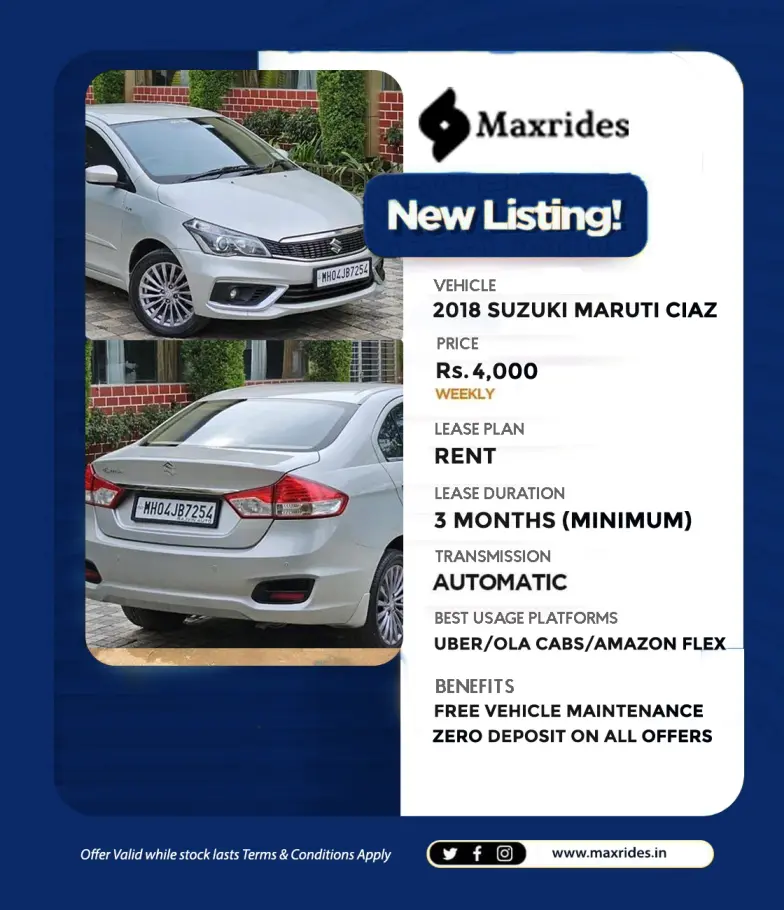 Maxrides
New Listing!
MH04JB7254
MH04JB7254
VEHICLE
2018 SUZUKI MARUTI CIAZ
PRICE
Rs. 4,000
WEEKLY
LEASE PLAN
RENT
LEASE DURATION
3 MONTHS (MINIMUM)
TRANSMISSION
AUTOMATIC
BEST USAGE PLATFORMS
UBER/OLA CABS/AMAZON FLEX
BENEFITS
FREE VEHICLE MAINTENANCE
ZERO DEPOSIT ON ALL OFFERS
Offer Valid while stock lasts Terms & Conditions Apply
www.maxrides.in